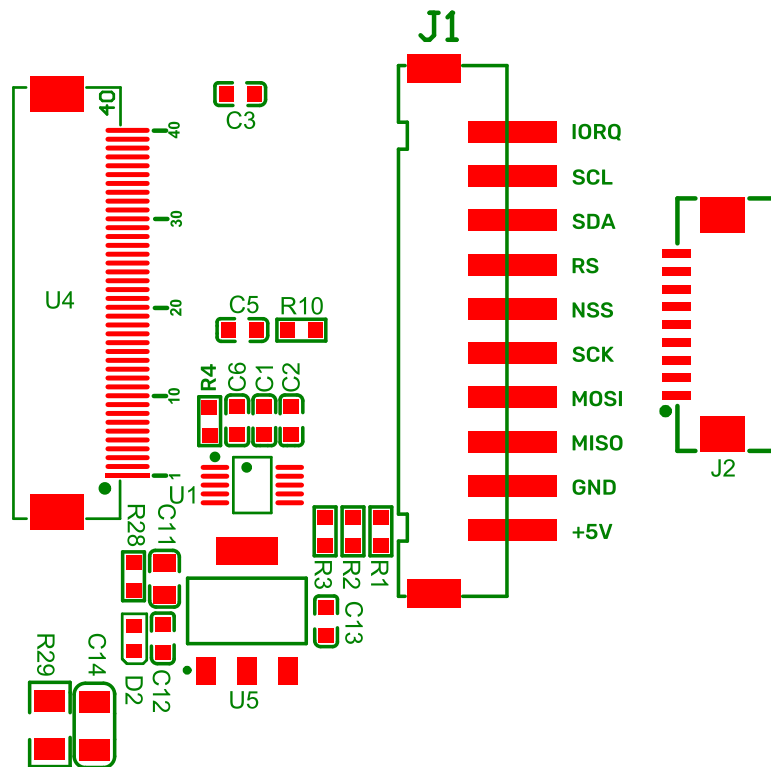 J1
40
C3
40
IORQ
SCL
SDA
30
RS
U4
C5
R10
20
NSS
SCK
R4
C6
C1
C2
10
MOSI
MISO
J2
1
U1
GND
R28
C11
+5V
R3
R2
R1
C13
R29
C14
D2
C12
U5